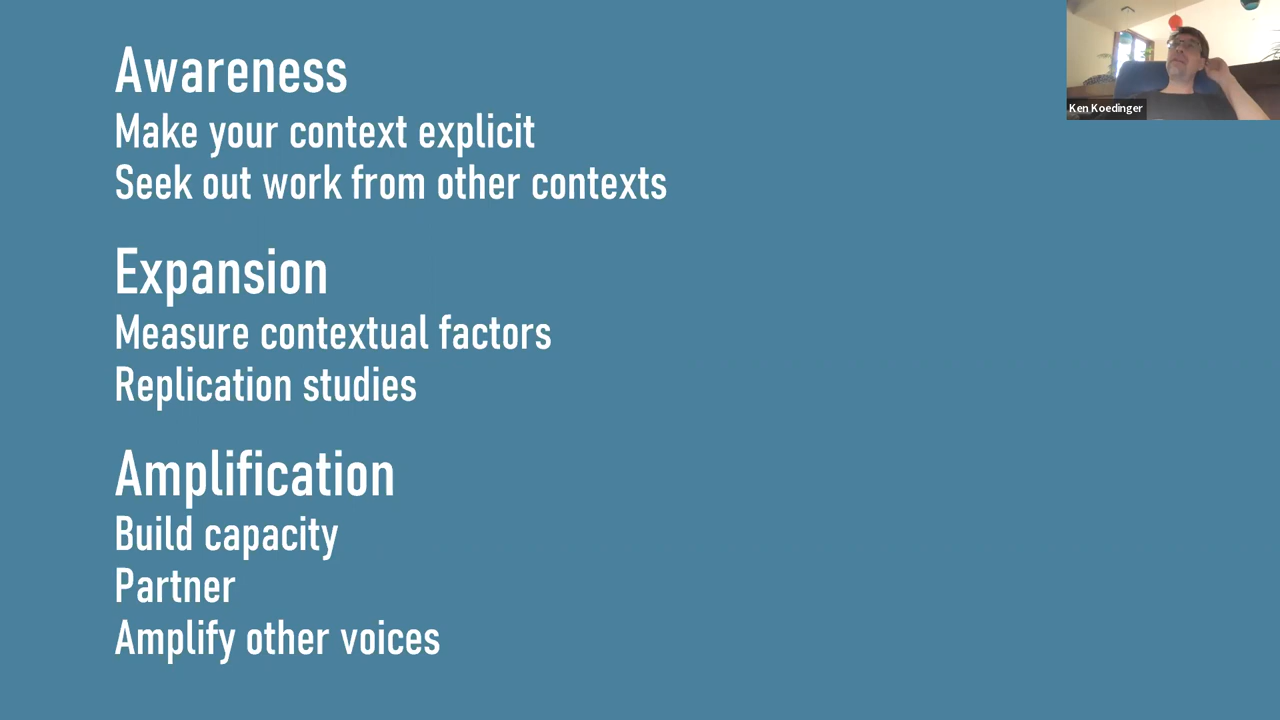 Awareness
Make your context explicit
Seek out work from other contexts
Expansion
Measure contextual factors
Replication studies
Amplification
Build capacity
Partner
Amplify other voices
Ken Koedinger